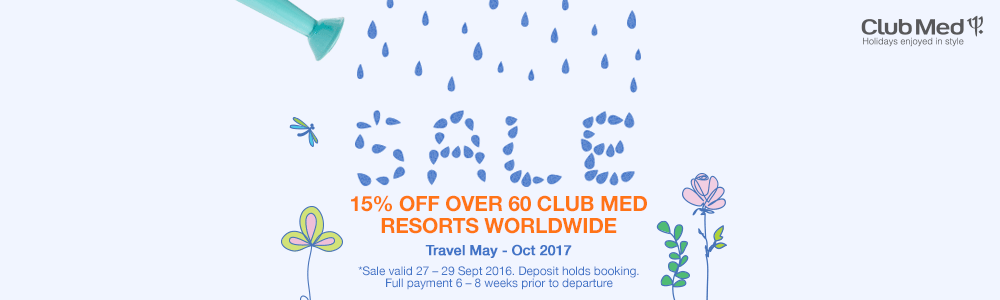 Club Med
Holidays enjoyed in style
SALE
15% OFF OVER 60 CLUB MED
RESORTS WORLDWIDE
Travel May - Oct 2017
*Sale valid 27 – 29 Sept 2016. Deposit holds booking.
Full payment 6 – 8 weeks prior to departure